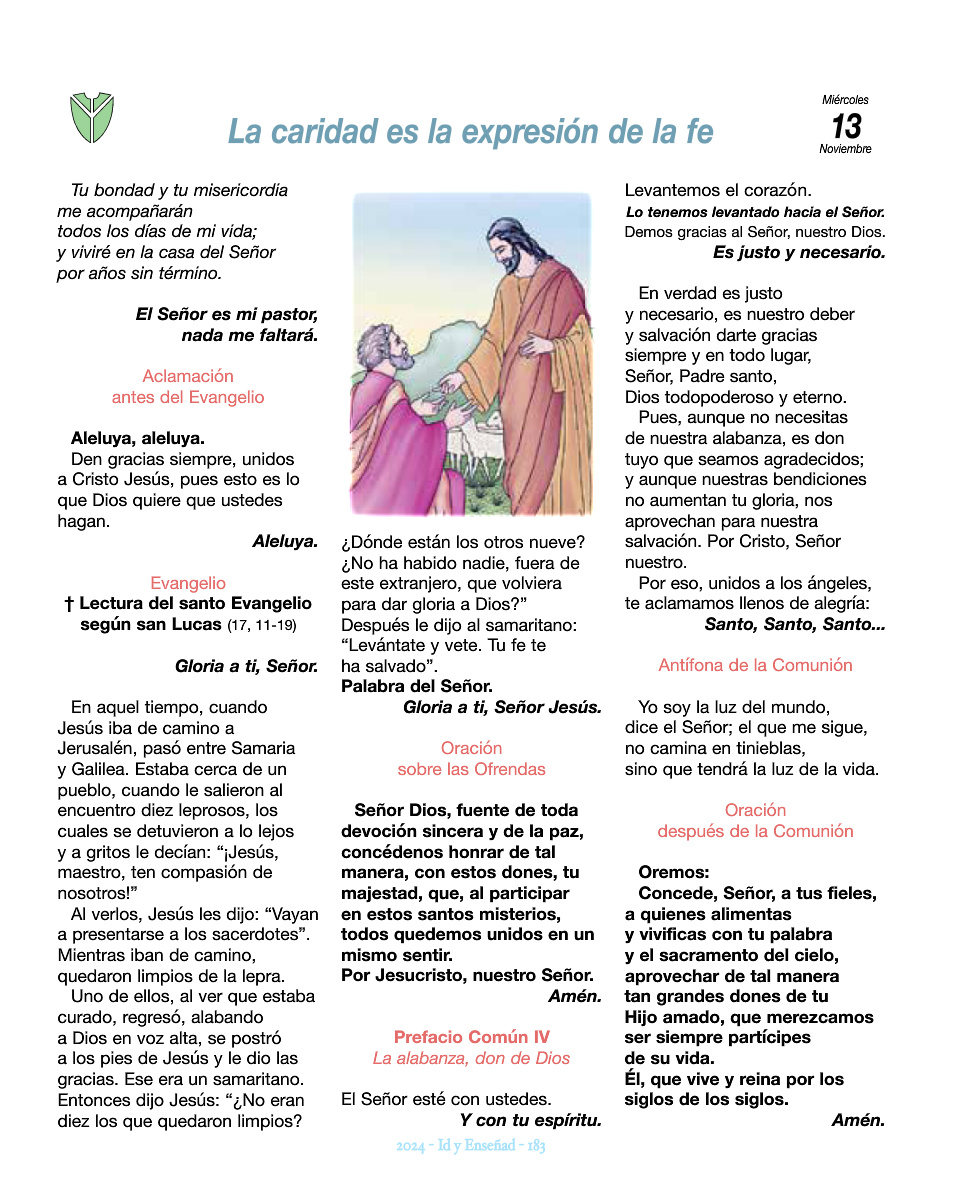 La caridad es la expresión de la fe
Miércoles
13
Noviembre
Tu bondad y tu misericordia
me acompañarán
todos los días de mi vida;
y viviré en la casa del Señor
por años sin término.
El Señor es mi pastor,
nada me faltará.
Aclamación
antes del Evangelio
Aleluya, aleluya.
Den gracias siempre, unidos
a Cristo Jesús, pues esto es lo
que Dios quiere que ustedes
hagan.
Aleluya.
Evangelio
† Lectura del santo Evangelio
según san Lucas (17, 11-19)
Gloria a ti, Señor.
En aquel tiempo, cuando
Jesús iba de camino a
Jerusalén, pasó entre Samaria
y Galilea. Estaba cerca de un
pueblo, cuando le salieron al
encuentro diez leprosos, los
cuales se detuvieron a lo lejos
y a gritos le decían: “¡Jesús,
maestro, ten compasión de
nosotros!”
Al verlos, Jesús les dijo: “Vayan
a presentarse a los sacerdotes”.
Mientras iban de camino,
quedaron limpios de la lepra.
Uno de ellos, al ver que estaba
curado, regresó, alabando
a Dios en voz alta, se postró
a los pies de Jesús y le dio las
gracias. Ese era un samaritano.
Entonces dijo Jesús: “¿No eran
diez los que quedaron limpios?
¿Dónde están los otros nueve?
¿No ha habido nadie, fuera de
este extranjero, que volviera
para dar gloria a Dios?”
Después le dijo al samaritano:
“Levántate y vete. Tu fe te
ha salvado”.
Palabra del Señor.
Gloria a ti, Señor Jesús.
Oración
sobre las Ofrendas
Señor Dios, fuente de toda
devoción sincera y de la paz,
concédenos honrar de tal
manera, con estos dones, tu
majestad, que, al participar
en estos santos misterios,
todos quedemos unidos en un
mismo sentir.
Por Jesucristo, nuestro Señor.
Amén.
Prefacio Común IV
La alabanza, don de Dios
El Señor esté con ustedes.
Y con tu espíritu.
Levantemos el corazón.
Lo tenemos levantado hacia el Señor.
Demos gracias al Señor, nuestro Dios.
Es justo y necesario.
En verdad es justo
y necesario, es nuestro deber
y salvación darte gracias
siempre y en todo lugar,
Señor, Padre santo,
Dios todopoderoso y eterno.
Pues, aunque no necesitas
de nuestra alabanza, es don
tuyo que seamos agradecidos;
y aunque nuestras bendiciones
no aumentan tu gloria, nos
aprovechan para nuestra
salvación. Por Cristo, Señor
nuestro.
Por eso, unidos a los ángeles,
te aclamamos llenos de alegría:
Santo, Santo, Santo...
Antífona de la Comunión
Yo soy la luz del mundo,
dice el Señor; el que me sigue,
no camina en tinieblas,
sino que tendrá la luz de la vida.
Oración
después de la Comunión
Oremos:
Concede, Señor, a tus fieles,
a quienes alimentas
y vivificas con tu palabra
y el sacramento del cielo,
aprovechar de tal manera
tan grandes dones de tu
Hijo amado, que merezcamos
ser siempre partícipes
de su vida.
Él, que vive y reina por los
siglos de los siglos.
Amén.
2024 - Id y Enseñad - 183